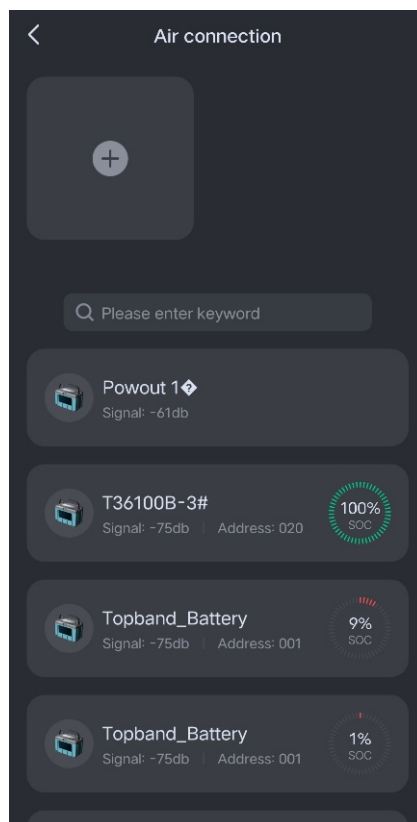 Air connection
Please enter keyword
Powout 1�
Signal: -61db
T36100B-3#
Signal: -75db | Address: 020
100%
SOC
Topband_Battery
Signal: -75db | Address: 001
9%
SOC
Topband_Battery
Signal: -75db | Address: 001
1%
SOC